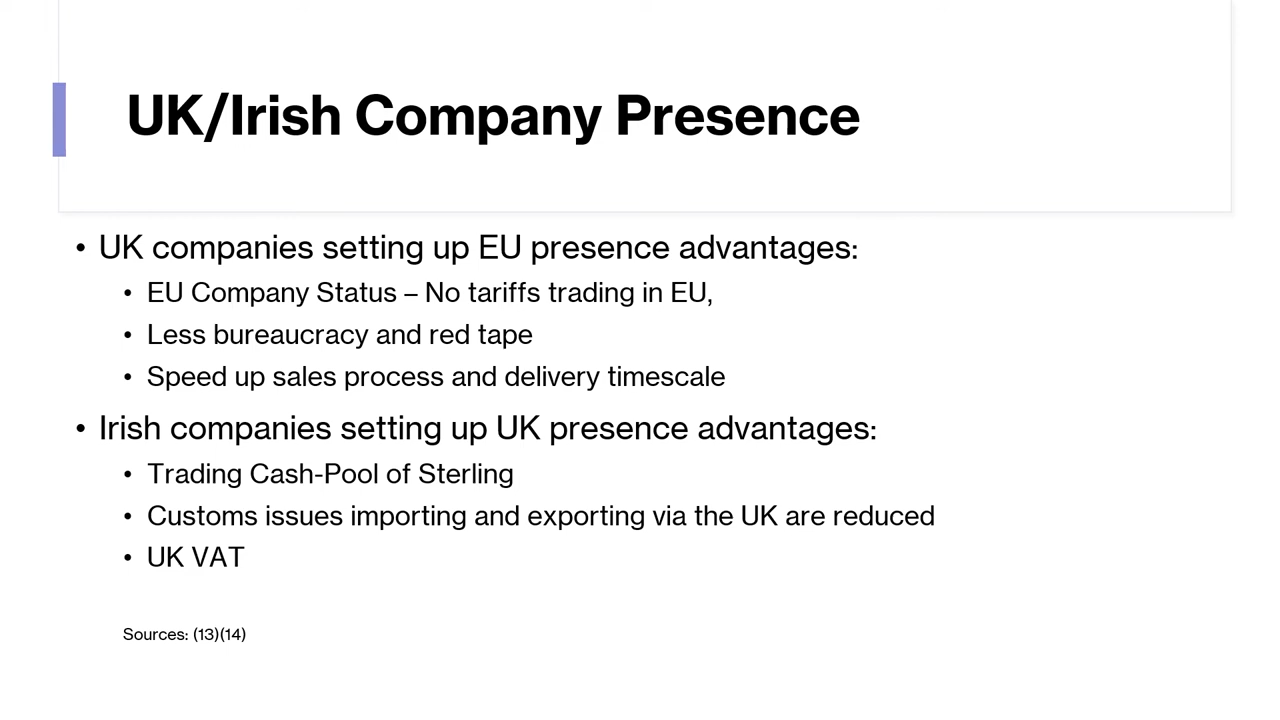 UK/Irish Company Presence
• UK companies setting up EU presence advantages:
• EU Company Status – No tariffs trading in EU,
• Less bureaucracy and red tape
• Speed up sales process and delivery timescale
• Irish companies setting up UK presence advantages:
• Trading Cash-Pool of Sterling
• Customs issues importing and exporting via the UK are reduced
• UK VAT
Sources: (13)(14)